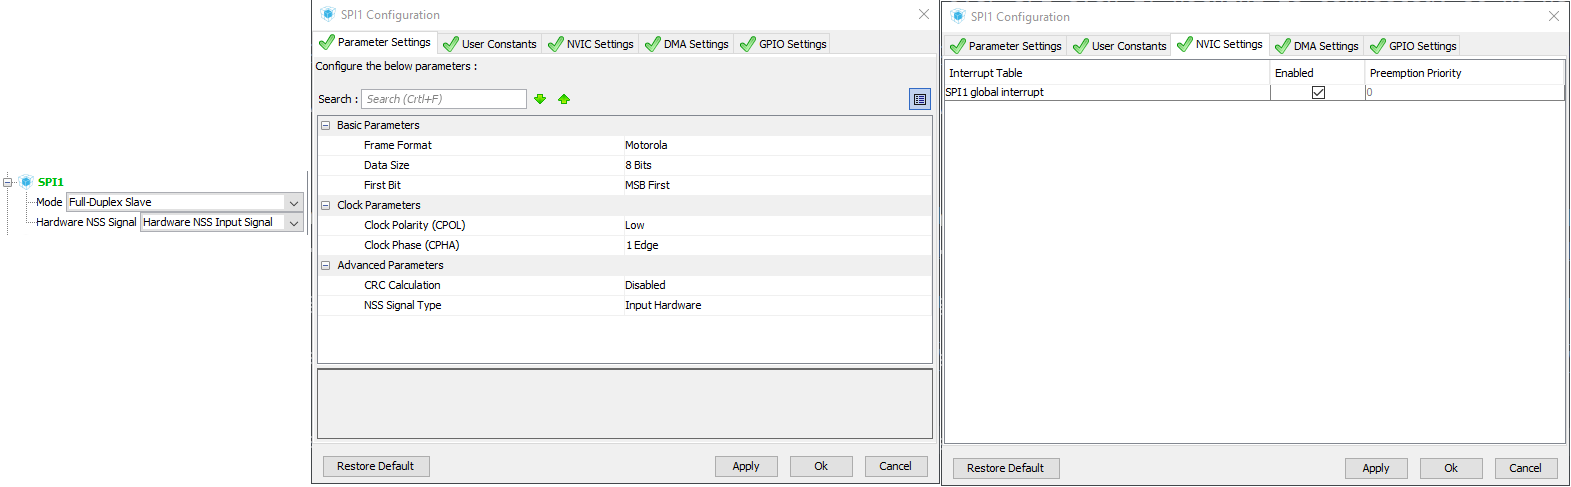 SPI1
Mode Full-Duplex Slave
Hardware NSS Signal Hardware NSS Input Signal
SPI1 Configuration
Parameter Settings User Constants NVIC Settings DMA Settings GPIO Settings
Configure the below parameters :
Search : Search (Crtl+F)
Basic Parameters
Frame Format Motorola
Data Size 8 Bits
First Bit MSB First
Clock Parameters
Clock Polarity (CPOL) Low
Clock Phase (CPHA) 1 Edge
Advanced Parameters
CRC Calculation Disabled
NSS Signal Type Input Hardware
Restore Default Apply Ok Cancel
SPI1 Configuration
Parameter Settings User Constants NVIC Settings DMA Settings GPIO Settings
Interrupt Table Enabled Preemption Priority
SPI1 global interrupt 0
Restore Default Apply Ok Cancel